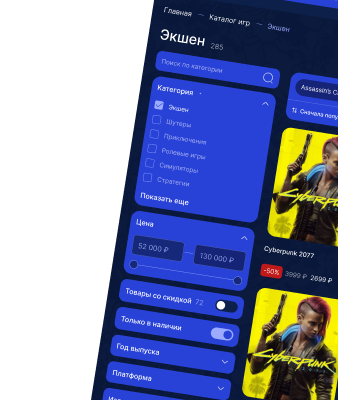 Главная — Каталог игр — Экшен
Экшен 285
Поиск по категории
Категория
Экшен
Шутеры
Приключения
Ролевые игры
Симуляторы
Стратегии
Показать еще
Цена
52 000 ₽ — 130 000 ₽
Товары со скидкой 72
Только в наличии
Год выпуска
Платформа
Assassin's C
Сначала попу
CYBERPUNK
Cyberpunk 2077
-50% 3999 ₽ 2699 ₽
CYBERPUNK